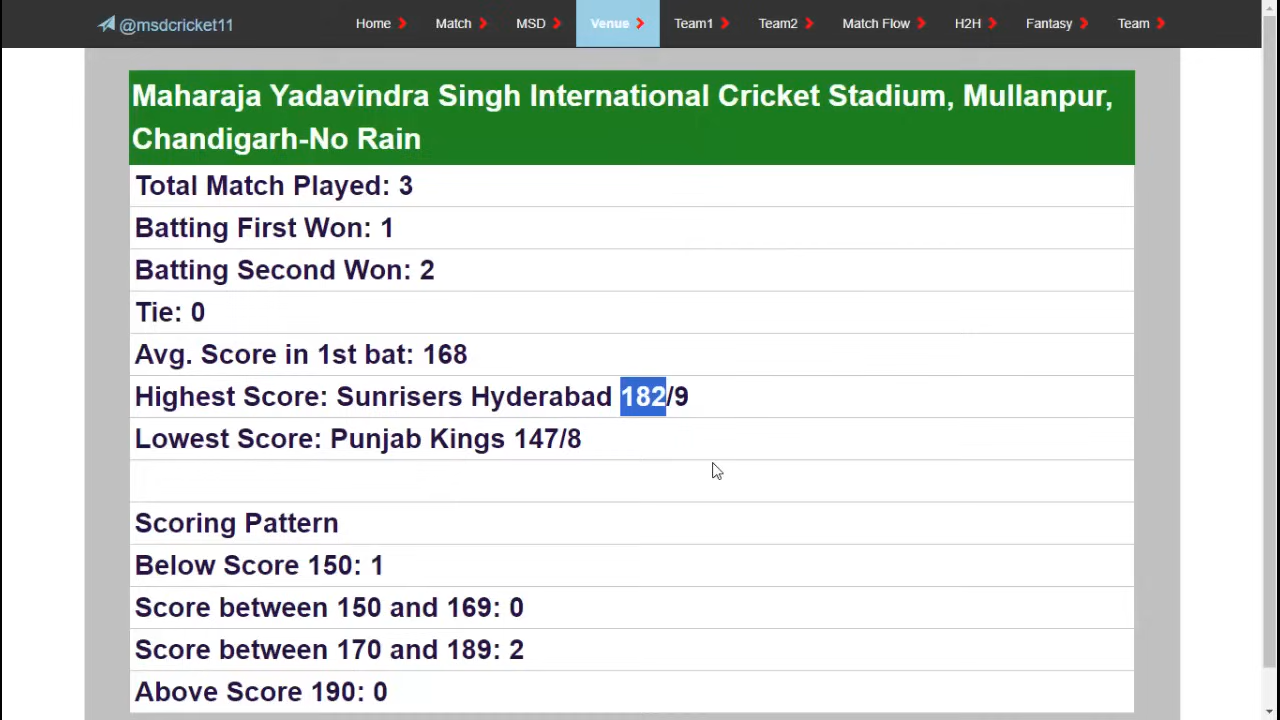 @msdcricket11
Home Match MSD Venue Team1 Team2 Match Flow H2H Fantasy Team
Maharaja Yadavindra Singh International Cricket Stadium, Mullanpur,
Chandigarh-No Rain
Total Match Played: 3
Batting First Won: 1
Batting Second Won: 2
Tie: 0
Avg. Score in 1st bat: 168
Highest Score: Sunrisers Hyderabad 182/9
Lowest Score: Punjab Kings 147/8
Scoring Pattern
Below Score 150: 1
Score between 150 and 169: 0
Score between 170 and 189: 2
Above Score 190: 0